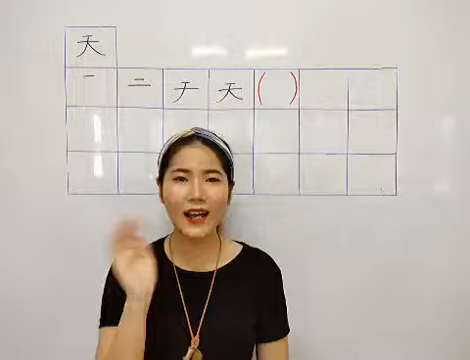 天
一 二 チ 天 ( )